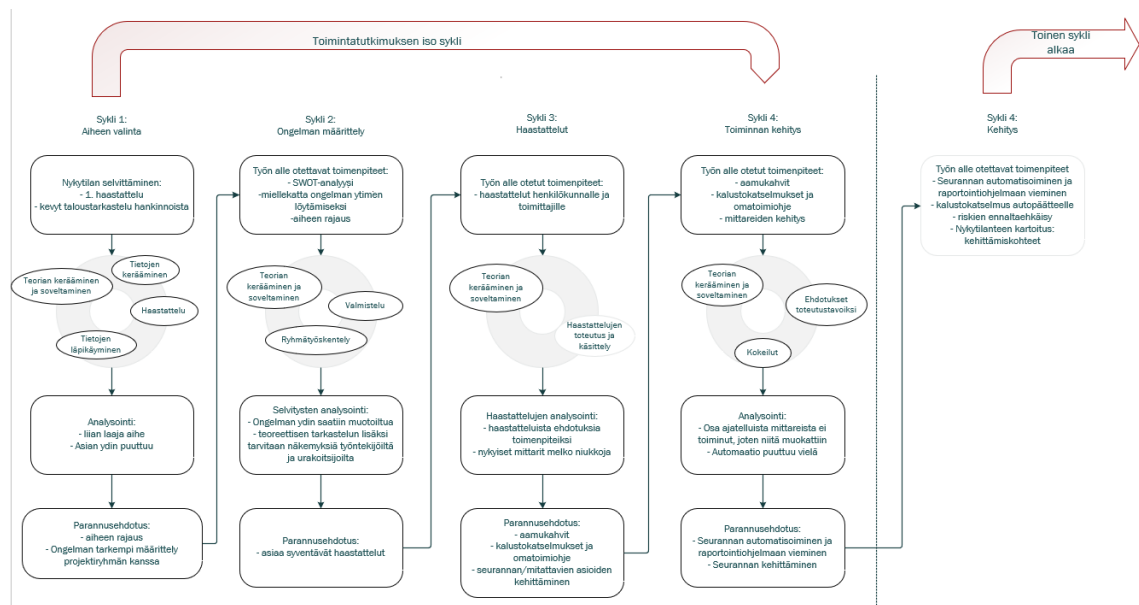 Toimintatutkimuksen iso sykli
Toinen sykli
alkaa
Sykli 1:
Aiheen valinta
Nykytilan selvittäminen:
- 1. haastattelu
- kevyt taloustarkastelu hankinnoista
Teorian kerääminen
ja soveltaminen
Tietojen
kerääminen
Haastattelu
Tietojen
läpikäyminen
Analysointi:
- liian laaja aihe
- Asian ydin puuttuu
Parannusehdotus:
- aiheen rajaus
- Ongelman tarkempi määrittely
projektiryhmän kanssa
Sykli 2:
Ongelman määrittely
Työn alle otettavat toimenpiteet:
- SWOT-analyysi
- miellekatta ongelman ytimen
löytämiseksi
-aiheen rajaus
Teorian
kerääminen ja
soveltaminen
Valmistelu
Ryhmätyöskentely
Selvitysten analysointi:
- Ongelman ydin saatiin muotoiltua
- teoreettisen tarkastelun lisäksi
tarvitaan näkemyksiä työntekijöiltä
ja urakoitsijoilta
Parannusehdotus:
- asiaa syventävät haastattelut
Sykli 3:
Haastattelut
Työn alle otetut toimenpiteet:
- haastattelut henkilökunnalle ja
toimittajille
Teorian
kerääminen ja
soveltaminen
Haastattelujen
toteutus ja
käsittely
Haastattelujen analysointi:
- haastatteluista ehdotuksia
toimenpiteiksi
- nykyiset mittarit melko niukkoja
Parannusehdotus:
- aamukahvit
- kalustokatselmukset ja
omatoimiohje
- seurannan/mitattavien asioiden
kehittäminen
Sykli 4:
Toiminnan kehitys
Työn alle otetut toimenpiteet:
- aamukahvit
- kalustokatselmukset ja
omatoimiohje
- mittareiden kehitys
Teorian
kerääminen ja
soveltaminen
Ehdotukset
toteutustavoiksi
Kokeilut
Analysointi:
- Osa ajatelluista mittareista ei
toiminut, joten niitä muokattiin
- Automaatio puuttuu vielä
Parannusehdotus:
- Seurannan automatisoiminen ja
raportointiohjelmaan vieminen
- Seurannan kehittäminen
Sykli 4:
Kehitys
Työn alle otettavat toimenpiteet
- Seurannan automatisoiminen ja
raportointiohjelmaan vieminen
- kalustokatselmus autopäätteelle
- riskien ennaltaehkäisy
- Nykytilanteen kartoitus:
kehittämiskohteet